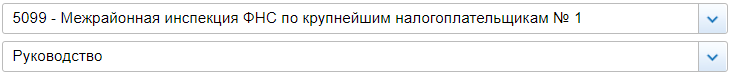 5099 - Межрайонная инспекция ФНС по крупнейшим налогоплательщикам № 1
Руководство